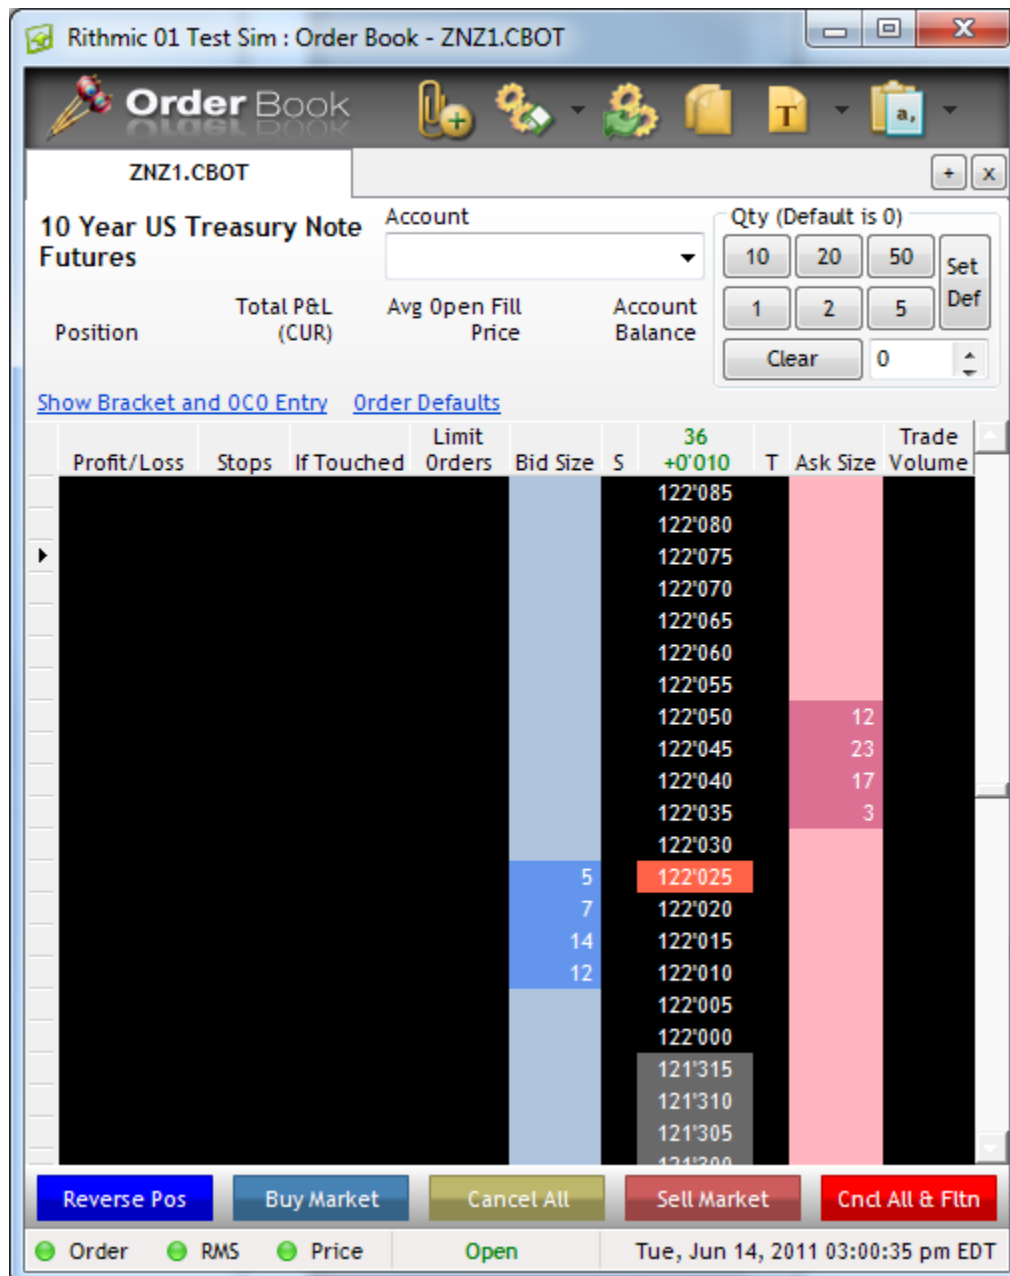 Rithmic 01 Test Sim : Order Book - ZNZ1.CBOT
Order Book
T
a,
ZNZ1.CBOT
+ x
10 Year US Treasury Note
Futures
Account
Qty (Default is 0)
10 20 50 Set
Def
1 2 5
Clear 0
Position
Total P&L
(CUR)
Avg Open Fill
Price
Account
Balance
Show Bracket and OCO Entry Order Defaults
Limit 36 Trade
Profit/Loss Stops If Touched Orders Bid Size S +0'010 T Ask Size Volume
122'085
122'080
122'075
122'070
122'065
122'060
122'055
122'050 12
122'045 23
122'040 17
122'035 3
122'030
5 122'025
7 122'020
14 122'015
12 122'010
122'005
122'000
121'315
121'310
121'305
121'300
Reverse Pos Buy Market Cancel All Sell Market Cncl All & Fltn
Order RMS Price Open Tue, Jun 14, 2011 03:00:35 pm EDT